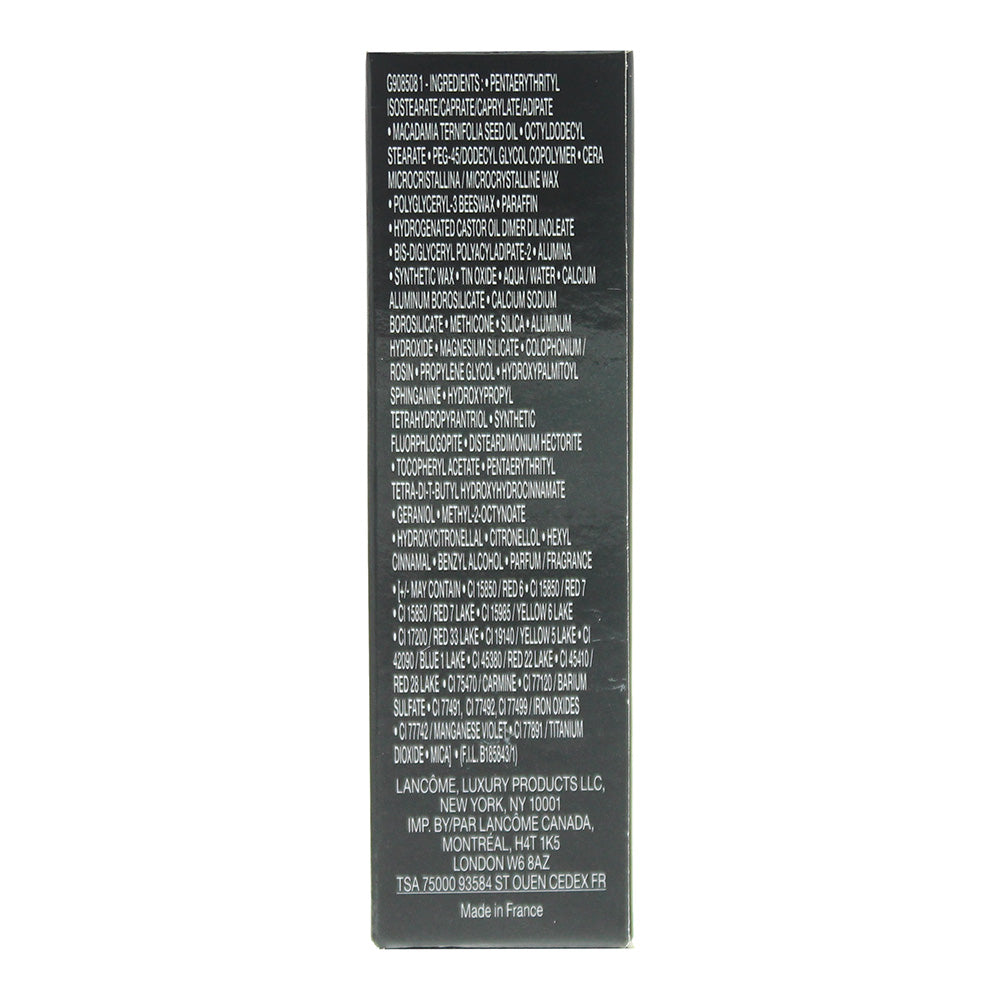 G908508 1 - INGREDIENTS : • PENTAERYTHRITYL
ISOSTEARATE/CAPRATE/CAPRYLATE/ADIPATE
• MACADAMIA TERNIFOLIA SEED OIL • OCTYLDODECYL
STEARATE • PEG-45/DODECYL GLYCOL COPOLYMER • CERA
MICROCRISTALLINA / MICROCRYSTALLINE WAX
• POLYGLYCERYL-3 BEESWAX • PARAFFIN
• HYDROGENATED CASTOR OIL DIMER DILINOLEATE
• BIS-DIGLYCERYL POLYACYLADIPATE-2 • ALUMINA
• SYNTHETIC WAX • TIN OXIDE • AQUA / WATER • CALCIUM
ALUMINUM BOROSILICATE • CALCIUM SODIUM
BOROSILICATE • METHICONE • SILICA • ALUMINUM
HYDROXIDE • MAGNESIUM SILICATE • COLOPHONIUM /
ROSIN • PROPYLENE GLYCOL • HYDROXYPALMITOYL
SPHINGANINE • HYDROXYPROPYL
TETRAHYDROPYRANTRIOL • SYNTHETIC
FLUORPHLOGOPITE • DISTEARDIMONIUM HECTORITE
• TOCOPHERYL ACETATE • PENTAERYTHRITYL
TETRA-DI-T-BUTYL HYDROXYHYDROCINNAMATE
• GERANIOL • METHYL-2-OCTYNOATE
• HYDROXYCITRONELLAL • CITRONELLOL • HEXYL
CINNAMAL • BENZYL ALCOHOL • PARFUM / FRAGRANCE
• [+/- MAY CONTAIN • CI 15850 / RED 6 • CI 15850 / RED 7
• CI 15850 / RED 7 LAKE • CI 15985 / YELLOW 6 LAKE
• CI 17200 / RED 33 LAKE • CI 19140 / YELLOW 5 LAKE • CI
42090 / BLUE 1 LAKE • CI 45380 / RED 22 LAKE • CI 45410 /
RED 28 LAKE • CI 75470 / CARMINE • CI 77120 / BARIUM
SULFATE • CI 77491, CI 77492, CI 77499 / IRON OXIDES
• CI 77742 / MANGANESE VIOLET • CI 77891 / TITANIUM
DIOXIDE • MICA] • (F.I.L. B185843/1)
LANCÔME, LUXURY PRODUCTS LLC,
NEW YORK, NY 10001
IMP. BY/PAR LANCÔME CANADA,
MONTRÉAL, H4T 1K5
LONDON W6 8AZ
TSA 75000 93584 ST OUEN CEDEX FR
Made in France